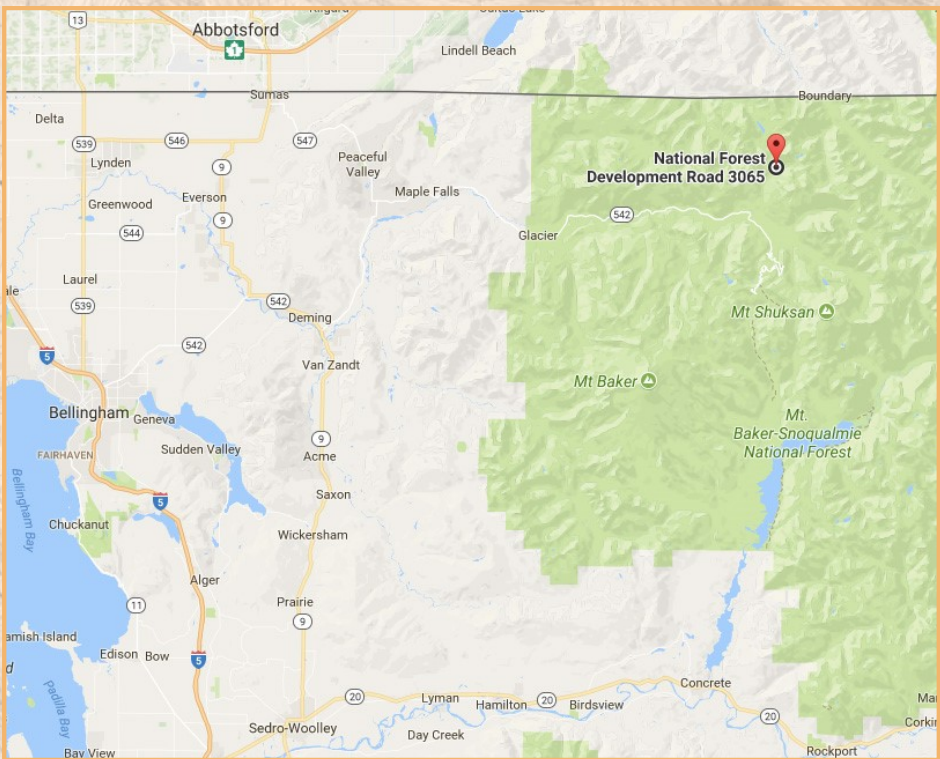 13
Abbotsford
1
Lindell Beach
Sumas
Boundary
Delta
539
546
547
Lynden
9
Peaceful
Valley
National Forest
Development Road 3065
Maple Falls
Everson
Greenwood
9
542
544
Glacier
Laurel
539
542
Deming
Mt Shuksan
542
5
Van Zandt
Mt Baker
Bellingham
Geneva
Mt.
Baker-Snoqualmie
National Forest
9
Sudden Valley
FAIRHAVEN
Acme
Bellingham Bay
5
Saxon
Chuckanut
Wickersham
Alger
11
Prairie
9
amish Island
Edison
Bow
5
d
Padilla Bay
Concrete
20
Lyman
Hamilton
20
Birdsview
20
Sedro-Woolley
Day Creek
Bay View
Rockport